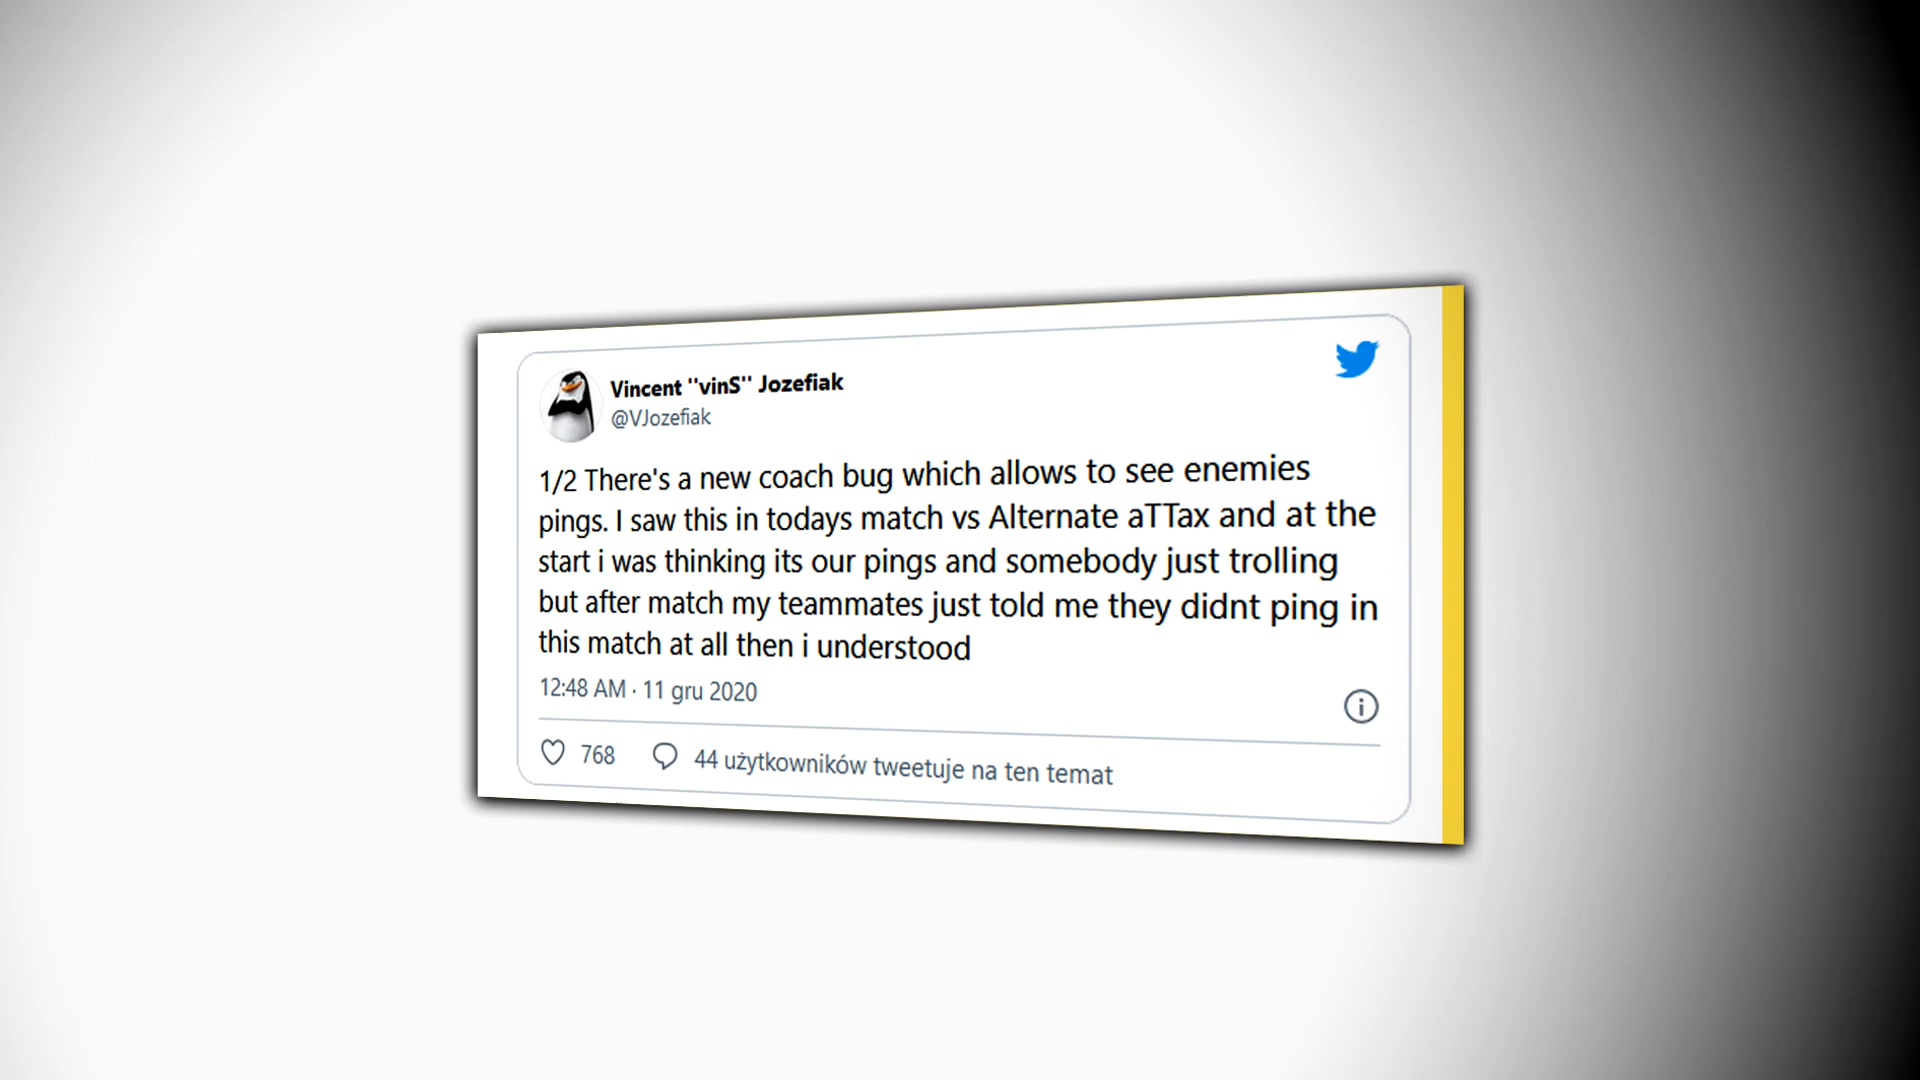 Vincent "vinS" Jozefiak
@VJozefiak
1/2 There's a new coach bug which allows to see enemies
pings. I saw this in todays match vs Alternate aTTax and at the
start i was thinking its our pings and somebody just trolling
but after match my teammates just told me they didnt ping in
this match at all then i understood
12:48 AM · 11 gru 2020
768 44 użytkowników tweetuje na ten temat